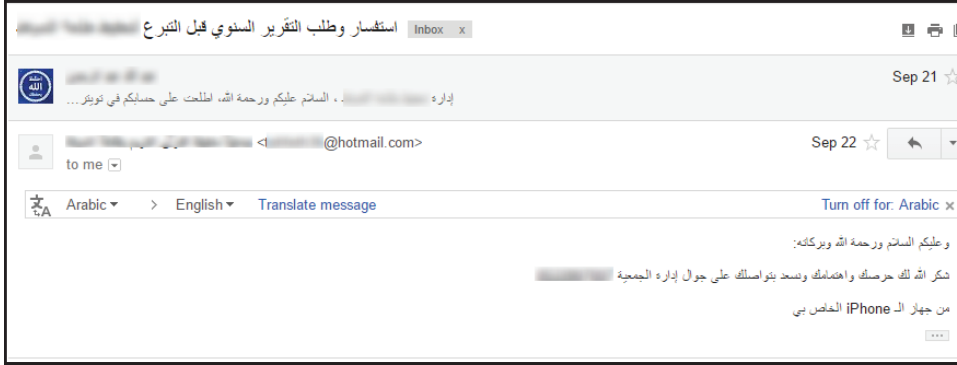 استفسار وطلب التقرير السنوي قبل التبرع Inbox x
Sep 21
إدارة ، السلام عليكم ورحمة الله، اطلعت على حسابكم في تويتر...
<t @hotmail.com> Sep 22
to me
Arabic > English Translate message Turn off for: Arabic x
وعليكم السلام ورحمة الله وبركاته:
شكر الله لك حرصك واهتمامك ونسعد بتواصلك على جوال إدارة الجمعية
من جهاز الـ iPhone الخاص بي
...